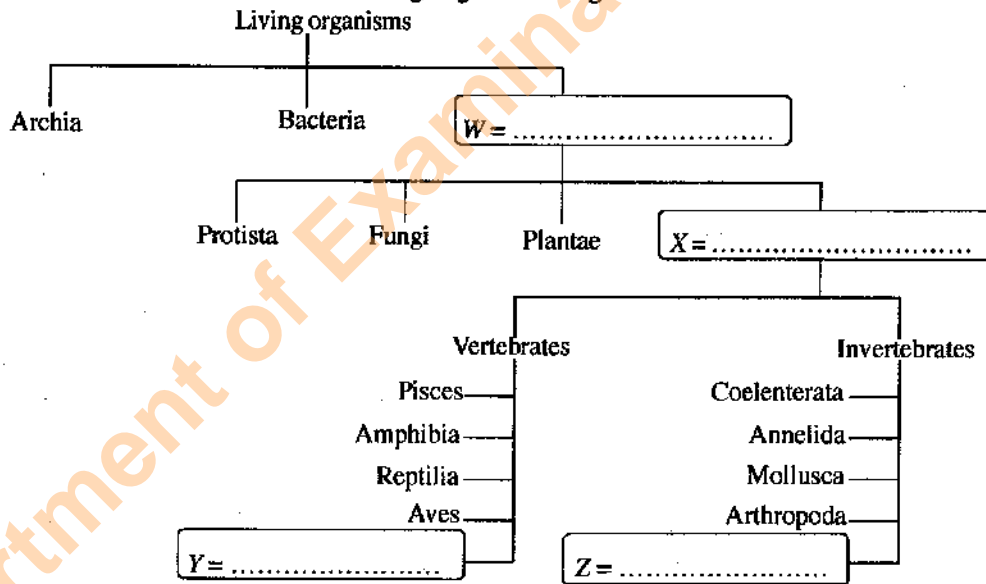 Living organisms
Archia
Bacteria
W = ..............................
Protista
Fungi
Plantae
X = ..............................
Vertebrates
Invertebrates
Pisces
Coelenterata
Amphibia
Annelida
Reptilia
Mollusca
Aves
Arthropoda
Y = ........................
Z = ........................